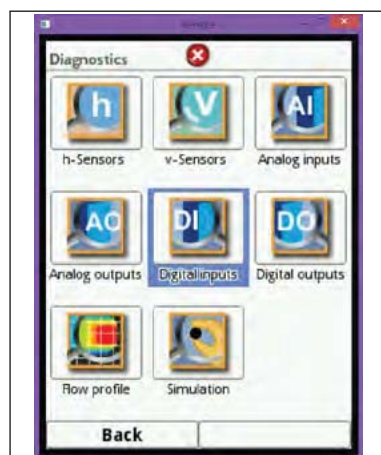 Diagnostics
h
V
AI
h-Sensors
v-Sensors
Analog inputs
AO
DI
DO
Analog outputs
Digital inputs
Digital outputs
Flow profile
Simulation
Back